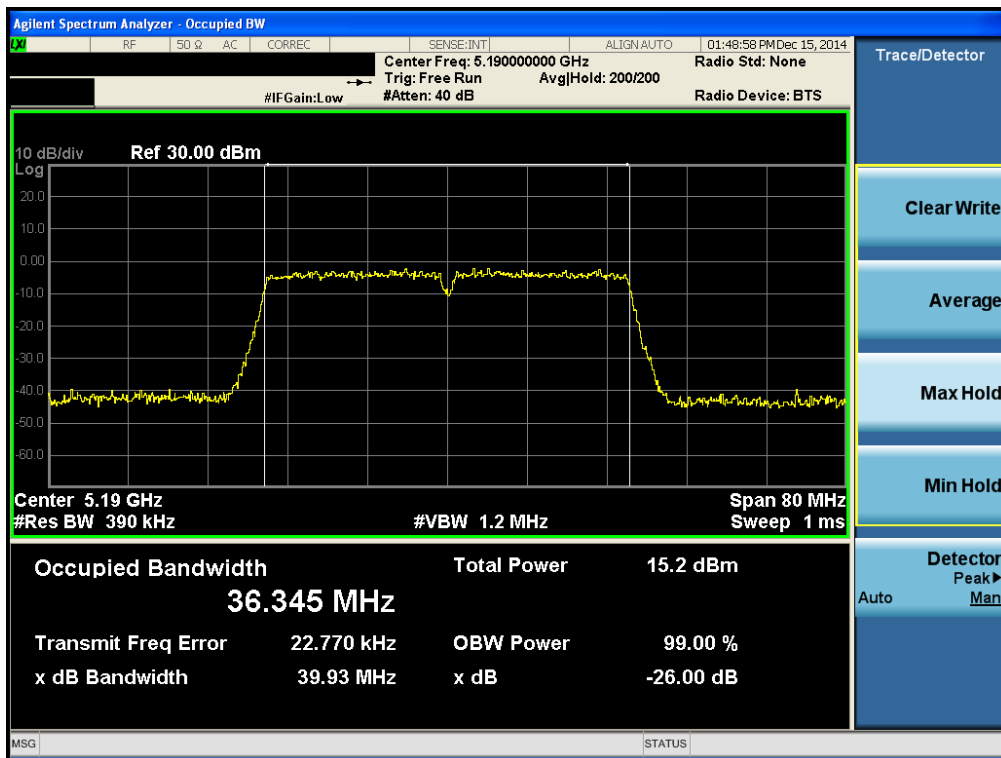 Agilent Spectrum Analyzer - Occupied BW
LXI RF 50 Ω AC CORREC SENSE:INT ALIGN AUTO 01:48:58 PM Dec 15, 2014
Center Freq: 5.190000000 GHz Radio Std: None
Trig: Free Run Avg|Hold: 200/200
#IFGain:Low #Atten: 40 dB Radio Device: BTS
10 dB/div Ref 30.00 dBm
Log
20.0
10.0
0.00
-10.0
-20.0
-30.0
-40.0
-50.0
-60.0
Center 5.19 GHz Span 80 MHz
#Res BW 390 kHz #VBW 1.2 MHz Sweep 1 ms
Occupied Bandwidth Total Power 15.2 dBm
36.345 MHz
Transmit Freq Error 22.770 kHz OBW Power 99.00 %
x dB Bandwidth 39.93 MHz x dB -26.00 dB
MSG STATUS
Trace/Detector
Clear Write
Average
Max Hold
Min Hold
Detector
Peak▶
Auto Man